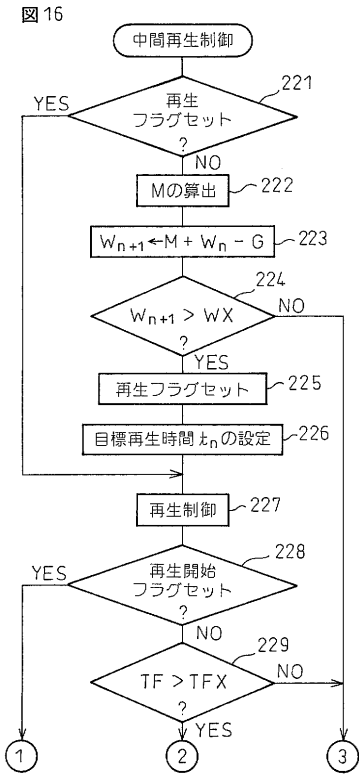 図16
中間再生制御
221
再生
フラグセット
?
YES
NO
Mの算出
222
Wn+1←M+Wn-G
223
224
Wn+1 > WX
?
NO
YES
再生フラグセット
225
目標再生時間tnの設定
226
再生制御
227
228
再生開始
フラグセット
?
YES
NO
229
TF > TFX
?
NO
YES
1
2
3